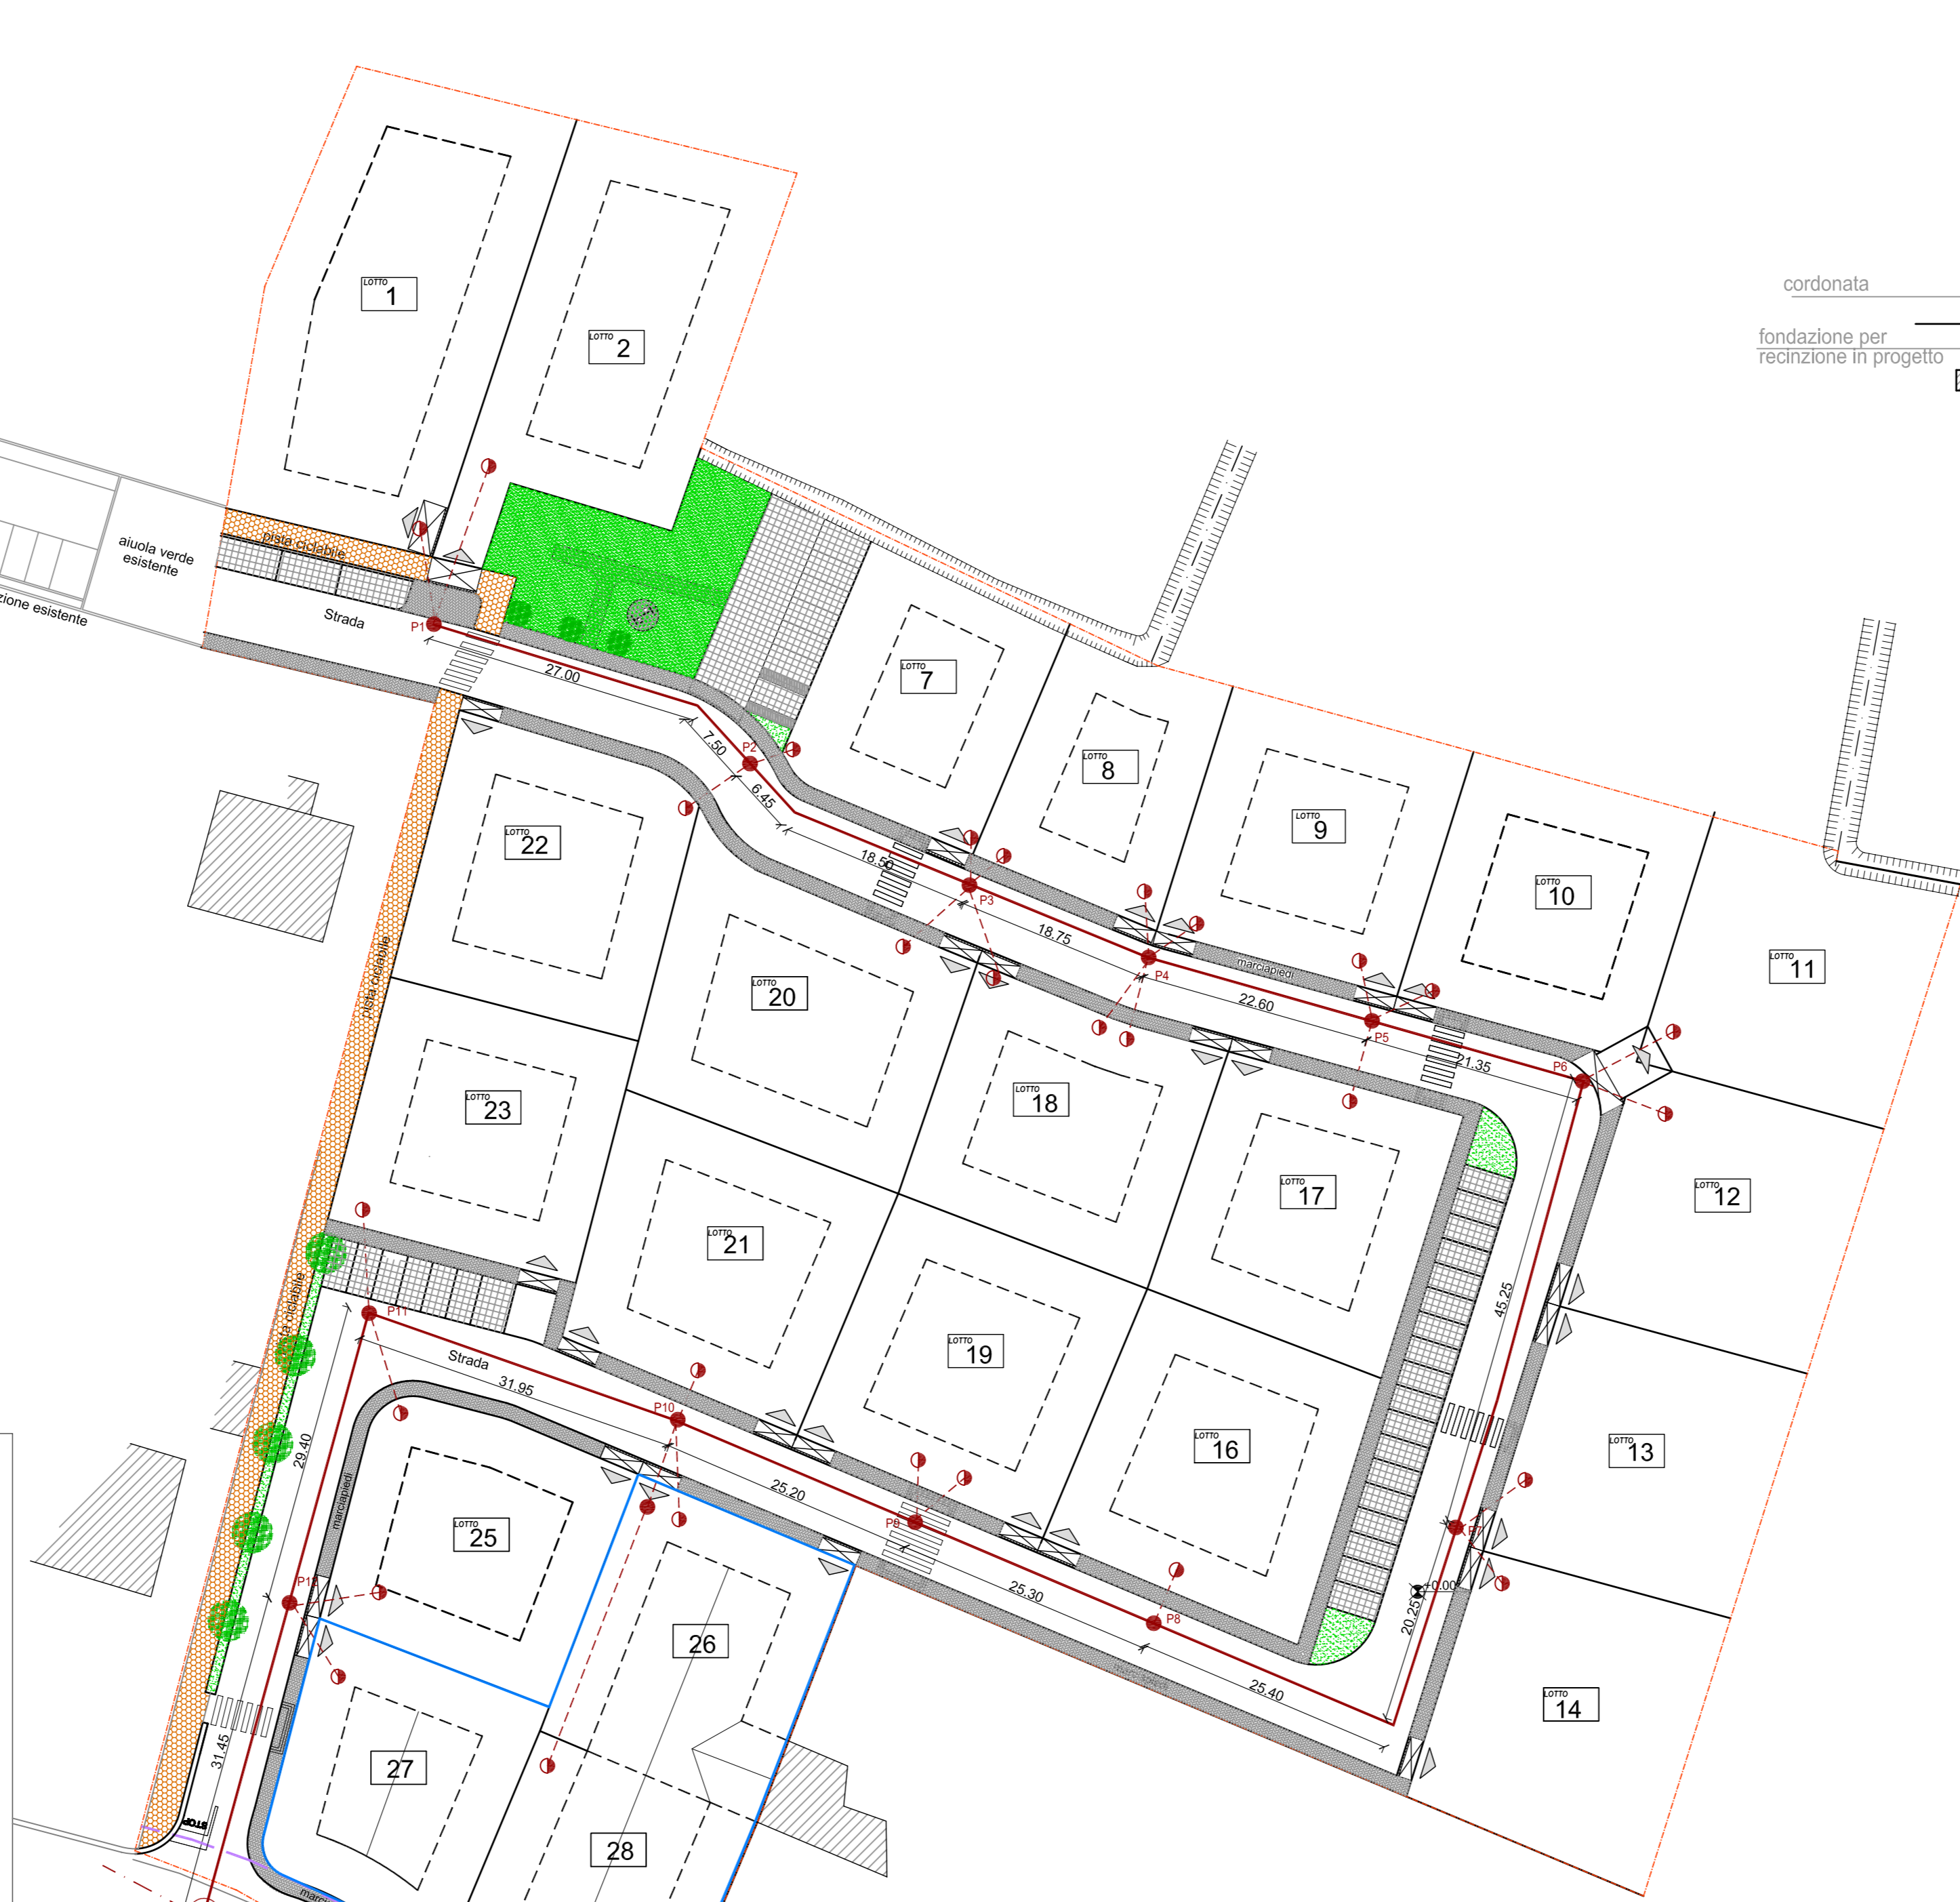 cordonata
fondazione per
recinzione in progetto
LOTTO 1
LOTTO 2
aiuola verde
esistente
zione esistente
pista ciclabile
Strada
P1
27.00
7.50
P2
6.45
LOTTO 7
LOTTO 8
LOTTO 9
LOTTO 10
LOTTO 11
18.50
P3
18.75
P4
marciapiedi
22.60
P5
21.35
P6
LOTTO 22
LOTTO 20
pista ciclabile
LOTTO 23
LOTTO 18
LOTTO 17
LOTTO 12
LOTTO 21
45.25
P11
Strada
31.95
LOTTO 19
P10
LOTTO 16
LOTTO 13
29.40
25.20
marciapiedi
LOTTO 25
P9
P7
±0.00
20.25
25.30
P8
LOTTO 26
marciapiedi
25.40
LOTTO 14
31.45
LOTTO 27
STOP
LOTTO 28